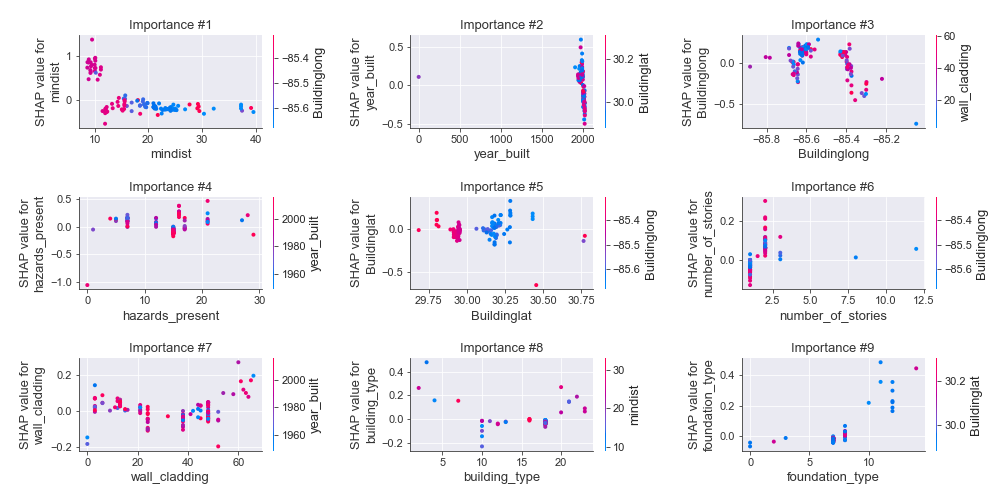 Importance #1
SHAP value for
mindist
1
0
10
20
30
40
mindist
−85.4
−85.5
−85.6
Buildinglong
Importance #2
SHAP value for
year_built
0.5
0.0
−0.5
0
500
1000
1500
2000
year_built
30.2
30.0
Buildinglat
Importance #3
SHAP value for
Buildinglong
0.0
−0.5
−85.8
−85.6
−85.4
−85.2
Buildinglong
60
40
20
wall_cladding
Importance #4
SHAP value for
hazards_present
0.5
0.0
−0.5
−1.0
0
10
20
30
hazards_present
2000
1980
1960
year_built
Importance #5
SHAP value for
Buildinglat
0.0
−0.5
29.75
30.00
30.25
30.50
30.75
Buildinglat
−85.4
−85.5
−85.6
Buildinglong
Importance #6
SHAP value for
number_of_stories
0.2
0.0
2.5
5.0
7.5
10.0
12.5
number_of_stories
−85.4
−85.5
−85.6
Buildinglong
Importance #7
SHAP value for
wall_cladding
0.2
0.0
−0.2
0
20
40
60
wall_cladding
2000
1980
1960
year_built
Importance #8
SHAP value for
building_type
0.4
0.2
0.0
−0.2
5
10
15
20
building_type
30
20
10
mindist
Importance #9
SHAP value for
foundation_type
0.4
0.2
0.0
0
5
10
foundation_type
30.2
30.0
Buildinglat